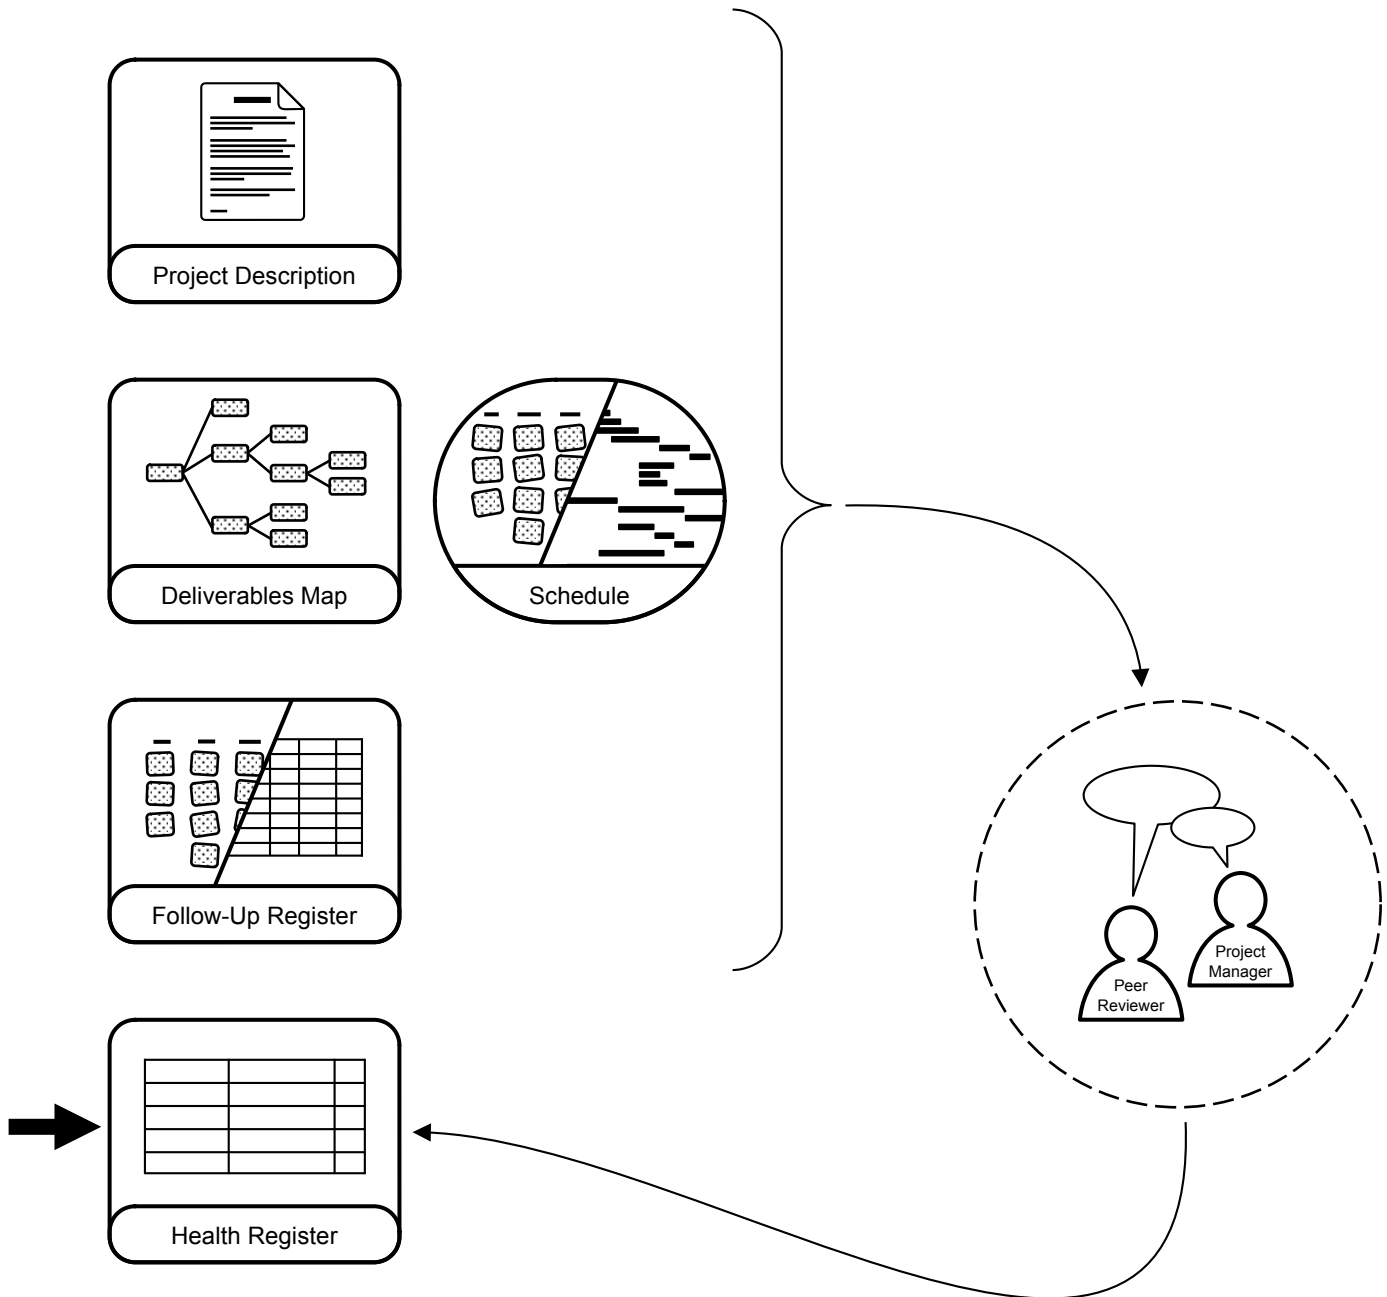 Project Description
Deliverables Map
Schedule
Follow-Up Register
Project
Manager
Peer
Reviewer
Health Register